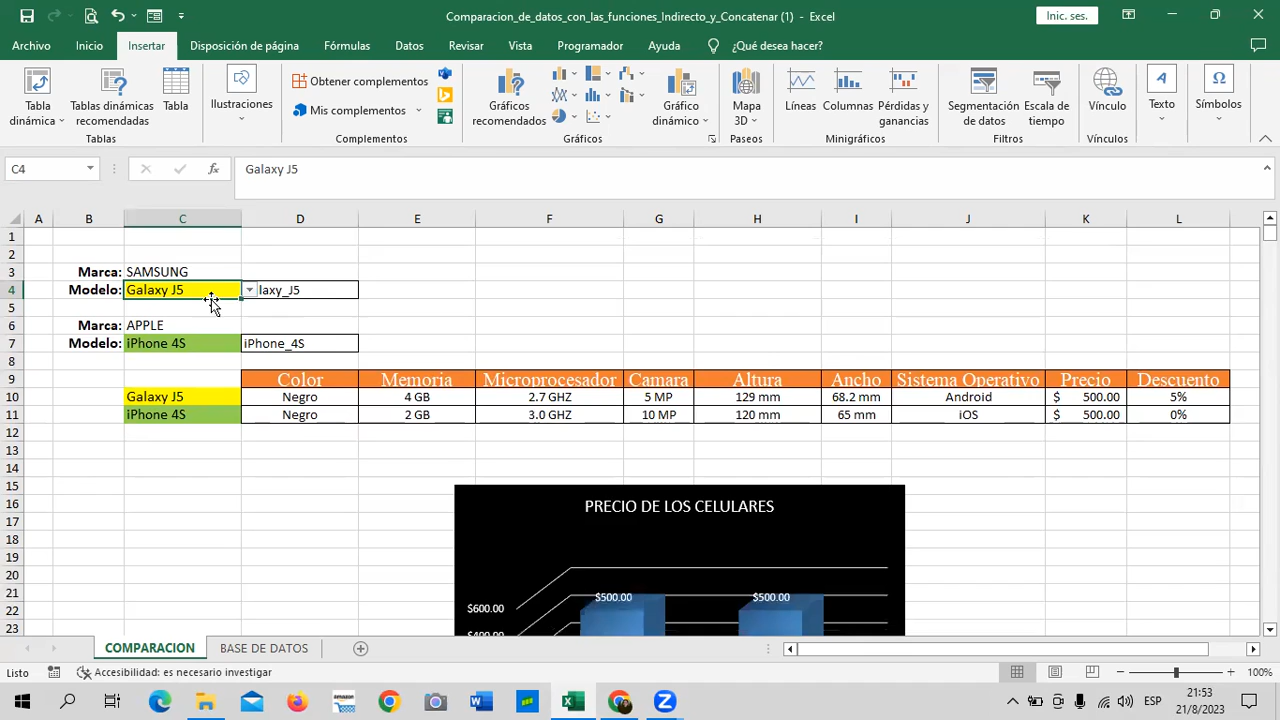 Comparacion_de_datos_con_las_funciones_Indirecto_y_Concatenar (1) - Excel
Inic. ses.
Archivo Inicio Insertar Disposición de página Fórmulas Datos Revisar Vista Programador Ayuda ¿Qué desea hacer?
Tabla dinámica
Tablas dinámicas recomendadas
Tabla
Ilustraciones
Obtener complementos
Mis complementos
Gráficos recomendados
Gráfico dinámico
Mapa 3D
Líneas
Columnas
Pérdidas y ganancias
Segmentación de datos
Escala de tiempo
Vínculo
Texto
Símbolos
Tablas Complementos Gráficos Paseos Minigráficos Filtros Vínculos
C4 fx Galaxy J5
A B C D E F G H I J K L
1
2
3 Marca: SAMSUNG
4 Modelo: Galaxy J5 laxy_J5
5
6 Marca: APPLE
7 Modelo: iPhone 4S iPhone_4S
8
9 Color Memoria Microprocesador Camara Altura Ancho Sistema Operativo Precio Descuento
10 Galaxy J5 Negro 4 GB 2.7 GHZ 5 MP 129 mm 68.2 mm Android $ 500.00 5%
11 iPhone 4S Negro 2 GB 3.0 GHZ 10 MP 120 mm 65 mm iOS $ 500.00 0%
12
13
14
15
16 PRECIO DE LOS CELULARES
17
18
19
20
21 $500.00 $500.00
22 $600.00
23
COMPARACION BASE DE DATOS
Listo Accesibilidad: es necesario investigar 100%
amazon
ESP
21:53
21/8/2023